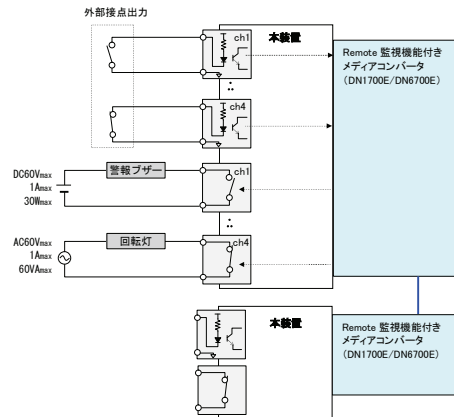 外部接点出力
ch1
本装置
Remote 監視機能付き
メディアコンバータ
(DN1700E/DN6700E)
ch4
DC60Vmax
1Amax
30Wmax
警報ブザー
ch1
AC60Vmax
1Amax
60VAmax
回転灯
ch4
本装置
Remote 監視機能付き
メディアコンバータ
(DN1700E/DN6700E)